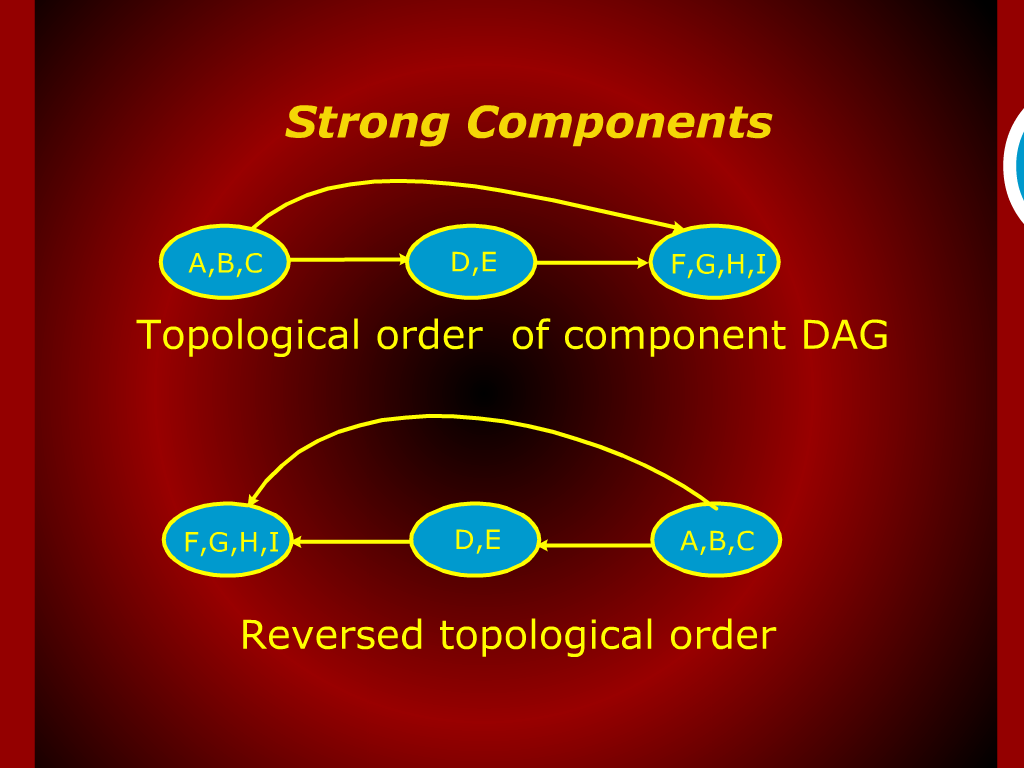 Strong Components
A,B,C
D,E
F,G,H,I
Topological order of component DAG
F,G,H,I
D,E
A,B,C
Reversed topological order